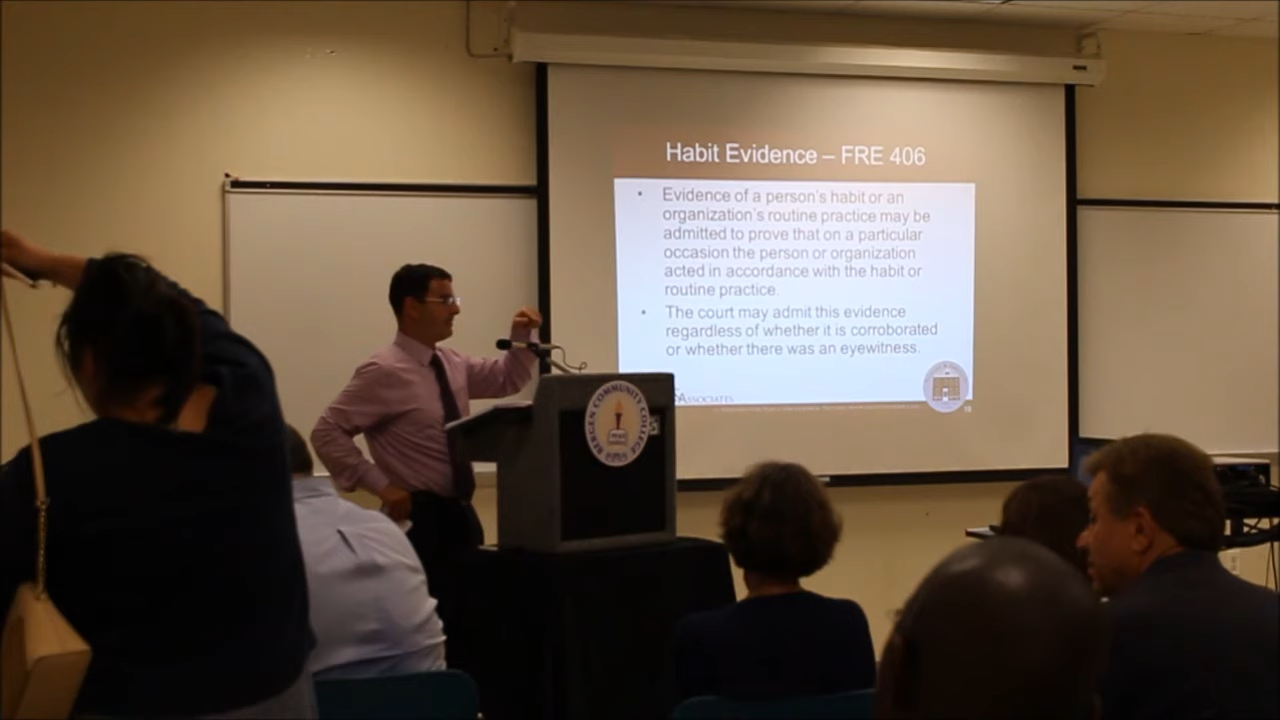 Habit Evidence – FRE 406
• Evidence of a person's habit or an
organization's routine practice may be
admitted to prove that on a particular
occasion the person or organization
acted in accordance with the habit or
routine practice.
• The court may admit this evidence
regardless of whether it is corroborated
or whether there was an eyewitness.
ASSOCIATES
BERGEN COMMUNITY COLLEGE